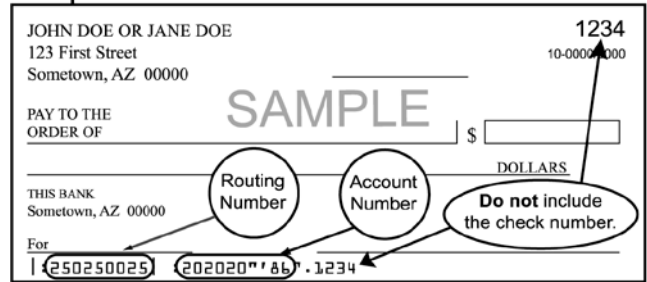 JOHN DOE OR JANE DOE 1234
123 First Street 10-0000/0000
Sometown, AZ 00000
SAMPLE
PAY TO THE
ORDER OF $
DOLLARS
Routing
Number
Account
Number
Do not include
the check number.
THIS BANK
Sometown, AZ 00000
For
|:250250025| :202020"'86".1234